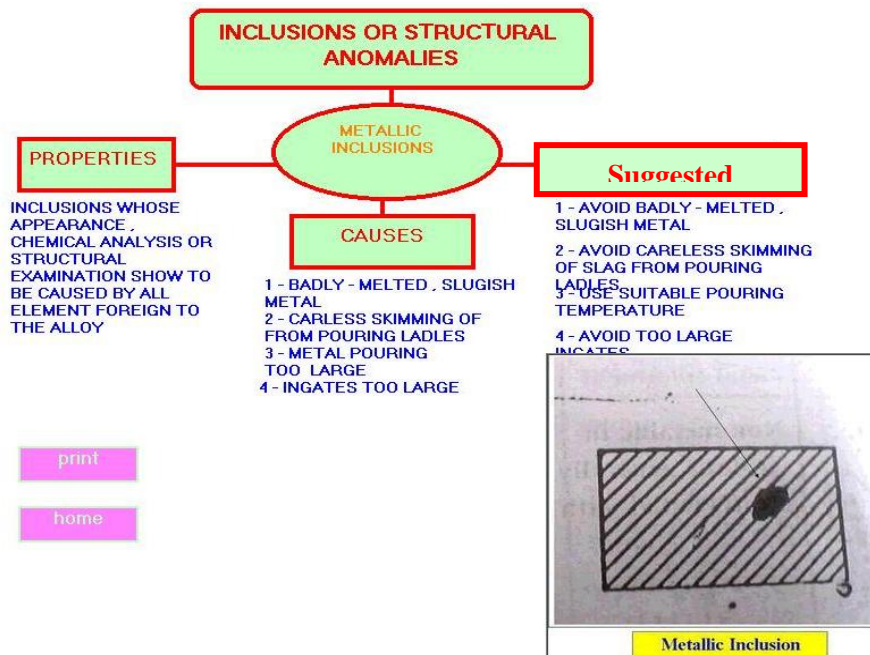 INCLUSIONS OR STRUCTURAL
ANOMALIES
METALLIC
INCLUSIONS
PROPERTIES
INCLUSIONS WHOSE
APPEARANCE ,
CHEMICAL ANALYSIS OR
STRUCTURAL
EXAMINATION SHOW TO
BE CAUSED BY ALL
ELEMENT FOREIGN TO
THE ALLOY
CAUSES
1 - BADLY - MELTED , SLUGISH
METAL
2 - CARLESS SKIMMING OF
FROM POURING LADLES
3 - METAL POURING
TOO LARGE
4 - INGATES TOO LARGE
Suggested
1 - AVOID BADLY - MELTED ,
SLUGISH METAL
2 - AVOID CARELESS SKIMMING
OF SLAG FROM POURING
LADLES
3 - USE SUITABLE POURING
TEMPERATURE
4 - AVOID TOO LARGE
INGATES
print
home
Metallic Inclusion